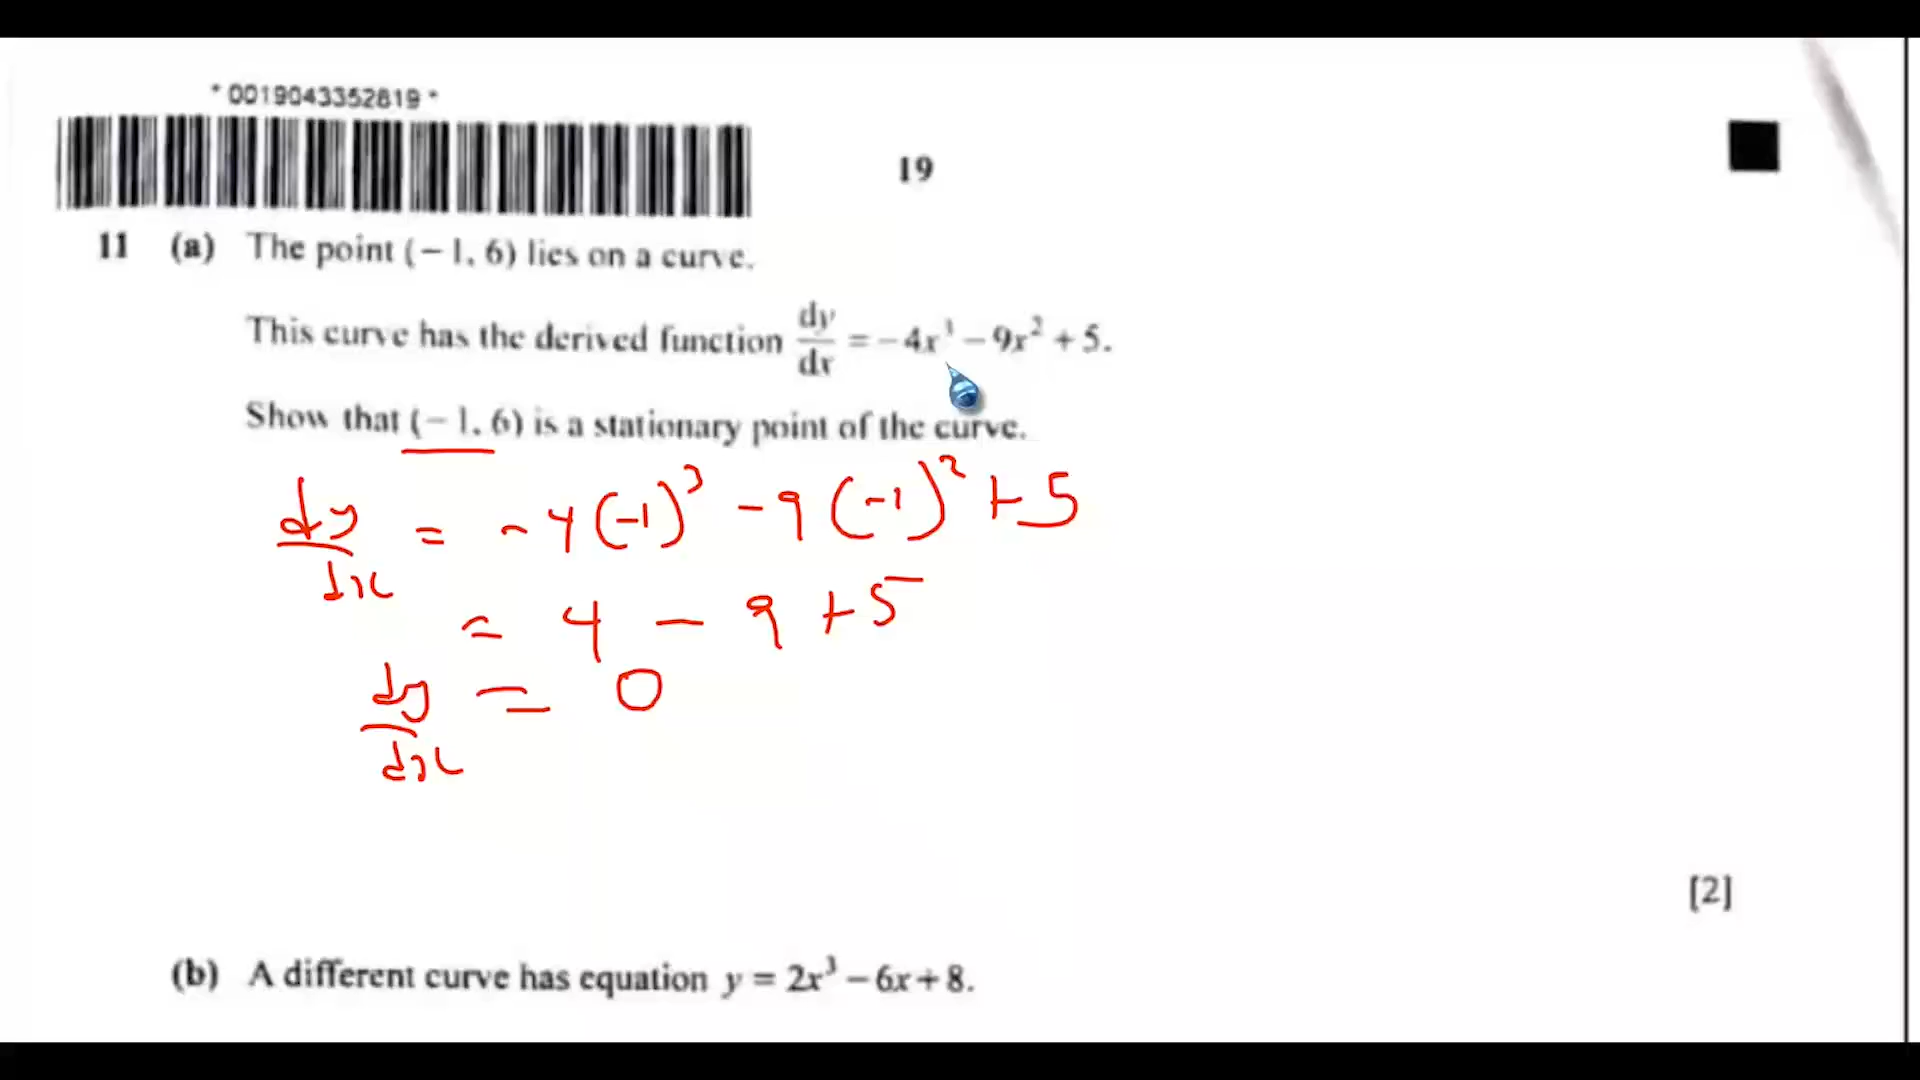 * 0019043352819 *
19
11 (a) The point (−1, 6) lies on a curve.
This curve has the derived function dy/dx = −4x³ − 9x² + 5.
Show that (−1, 6) is a stationary point of the curve.
dy/dx = −4(−1)³ − 9(−1)² + 5
= 4 − 9 + 5
dy/dx = 0
[2]
(b) A different curve has equation y = 2x³ − 6x + 8.